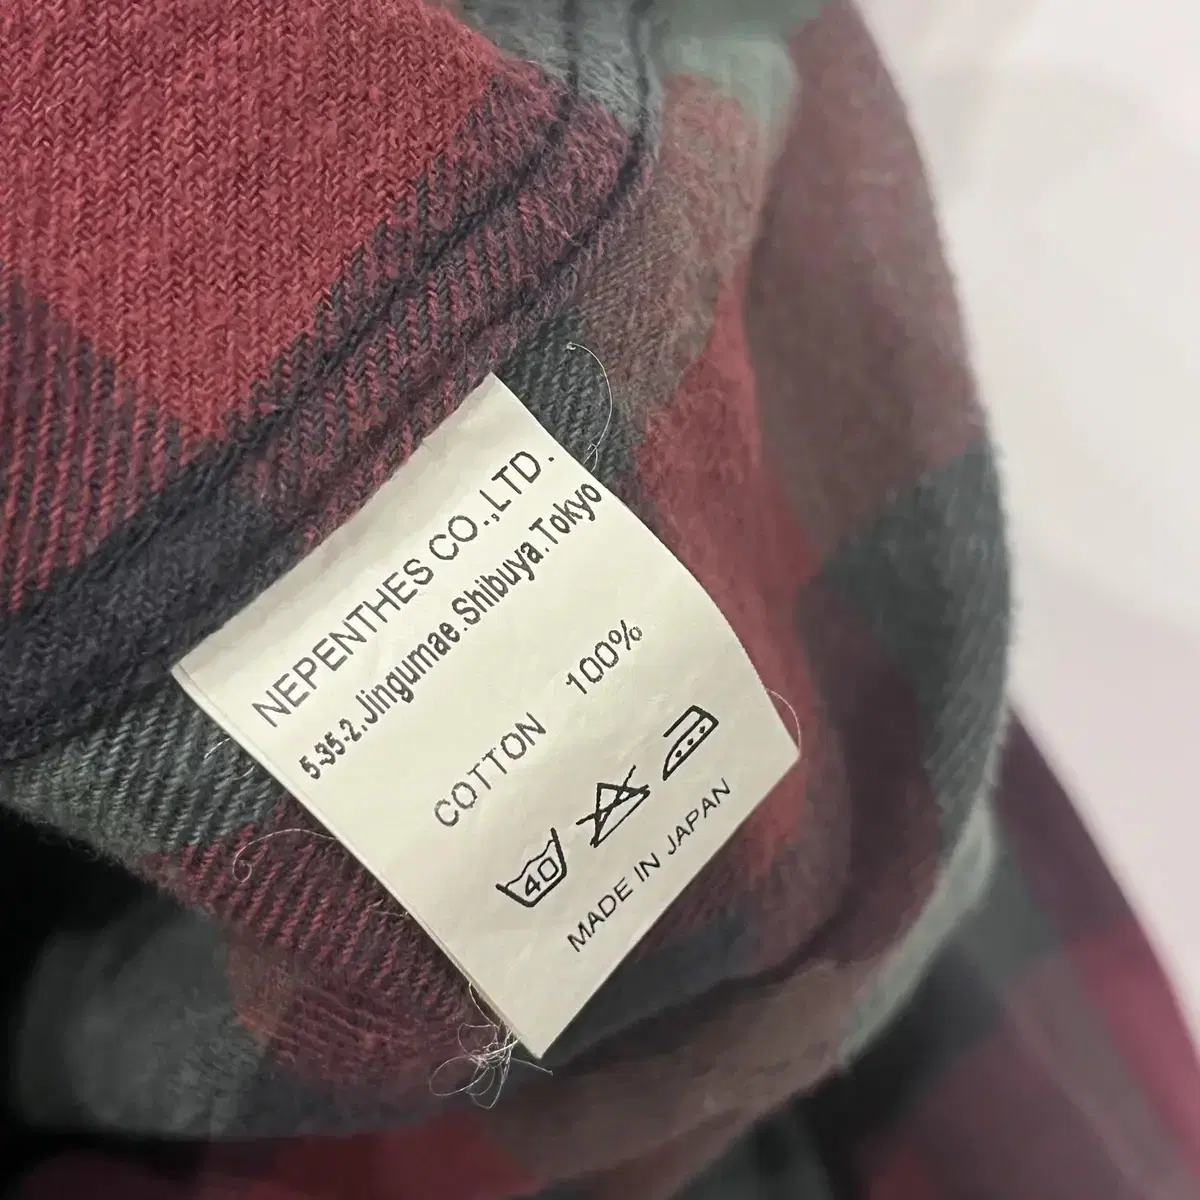 NEPENTHES CO.,LTD.
5-35-2.Jingumae.Shibuya.Tokyo
COTTON 100%
40
MADE IN JAPAN